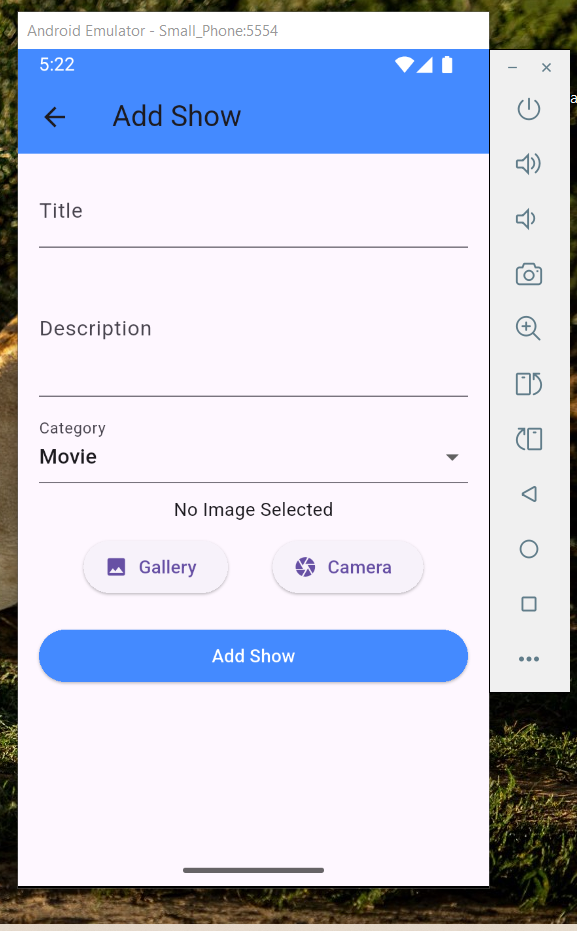 Android Emulator - Small_Phone:5554
5:22
Add Show
Title
Description
Category
Movie
No Image Selected
Gallery Camera
Add Show